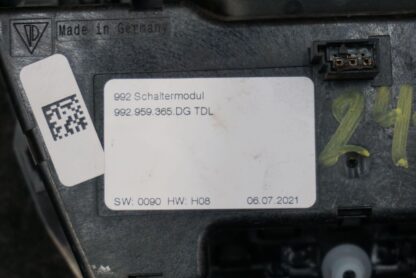 Made in Germany
992 Schaltermodul
992.959.365.DG TDL
SW: 0090 HW: H08 06.07.2021